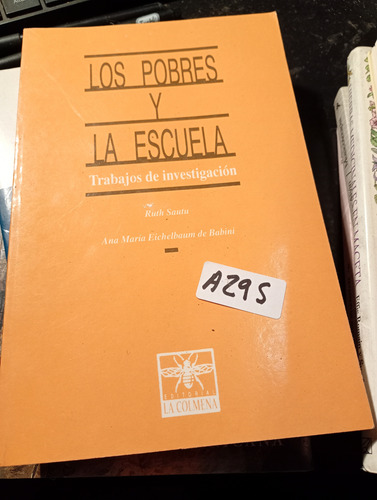 LOS POBRES
Y
LA ESCUELA
Trabajos de investigación
Ruth Sautu
Ana María Eichelbaum de Babini
A29S
EDITORIAL
LA COLMENA